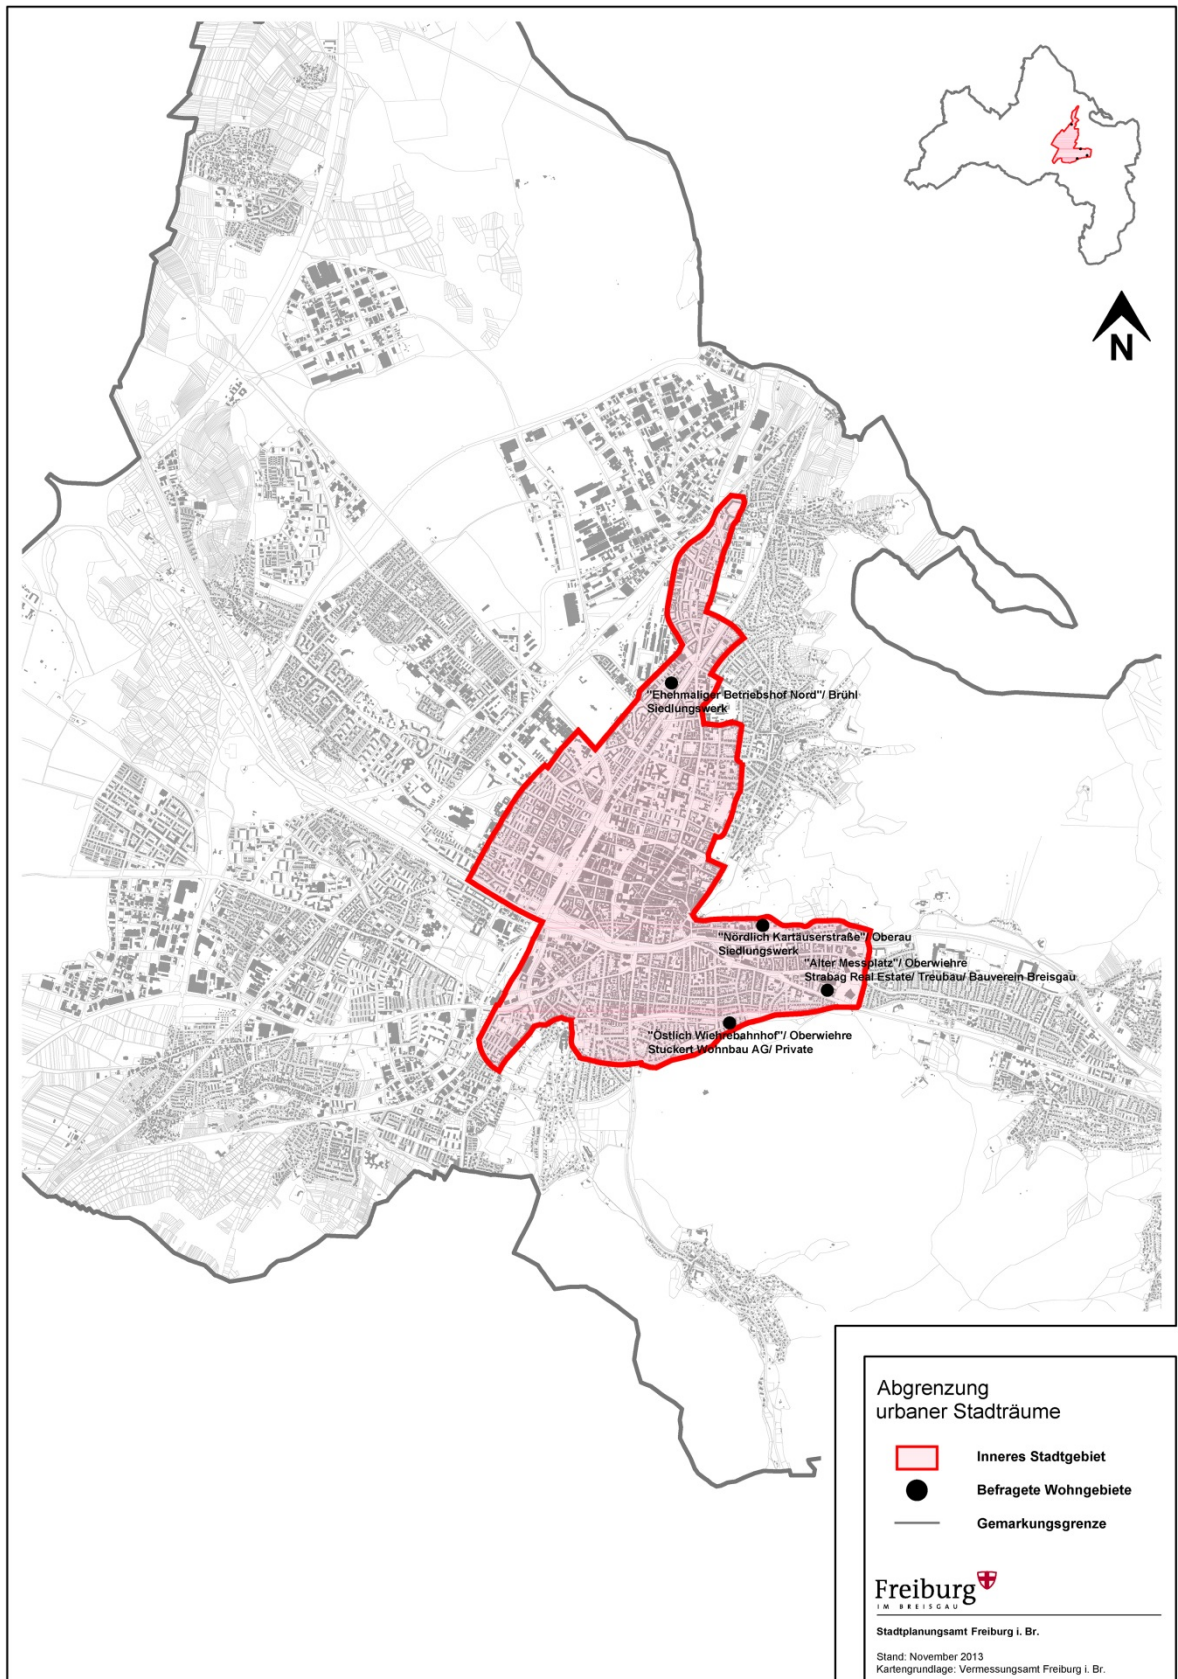 N
"Ehehmaliger Betriebshof Nord"/ Brühl
Siedlungswerk
"Nördlich Kartäuserstraße"/ Oberau
Siedlungswerk
"Alter Messplatz"/ Oberwiehre
Strabag Real Estate/ Treubau/ Bauverein Breisgau
"Östlich Wiehrebahnhof"/ Oberwiehre
Stuckert Wohnbau AG/ Private
Abgrenzung
urbaner Stadträume
Inneres Stadtgebiet
Befragete Wohngebiete
Gemarkungsgrenze
Freiburg
IM BREISGAU
Stadtplanungsamt Freiburg i. Br.
Stand: November 2013
Kartengrundlage: Vermessungsamt Freiburg i. Br.